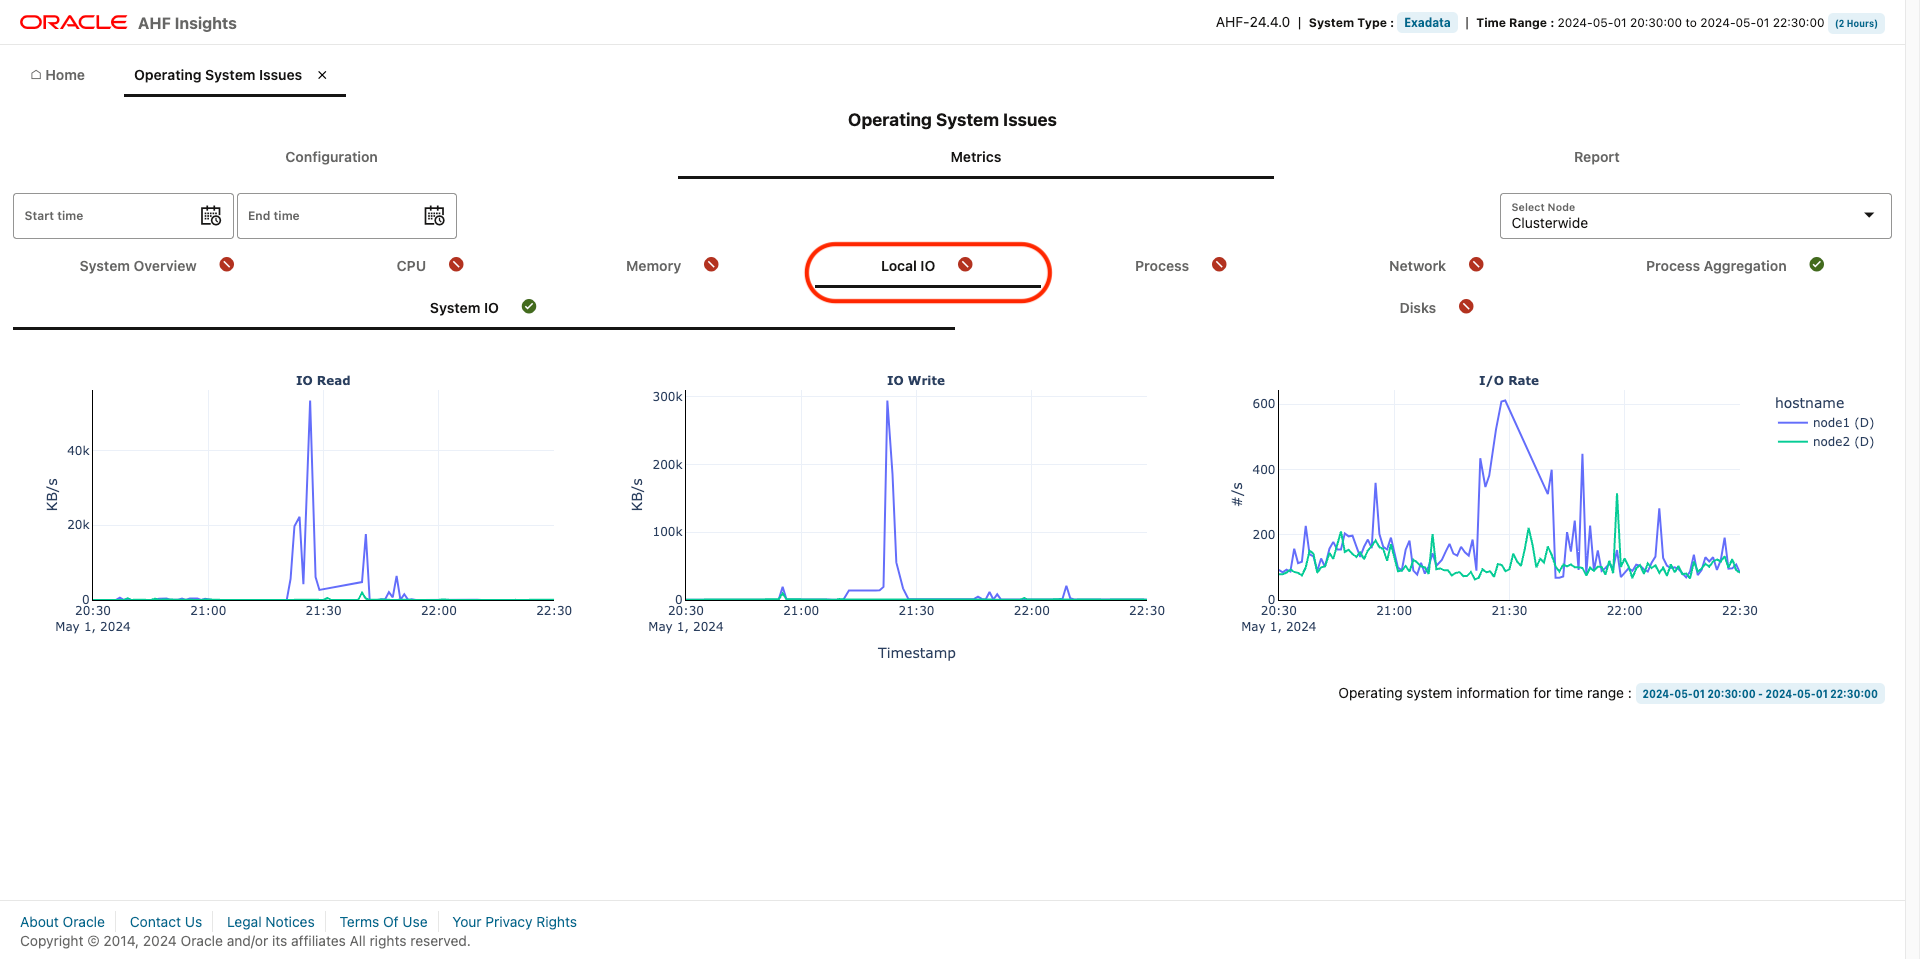 ORACLE AHF Insights
AHF-24.4.0 | System Type : Exadata | Time Range : 2024-05-01 20:30:00 to 2024-05-01 22:30:00 (2 Hours)
Home Operating System Issues ×
Operating System Issues
Configuration Metrics Report
Start time End time
Select Node
Clusterwide
System Overview CPU Memory Local IO Process Network Process Aggregation
System IO Disks
IO Read
KB/s
40k
20k
0
20:30 21:00 21:30 22:00 22:30
May 1, 2024
IO Write
KB/s
300k
200k
100k
0
20:30 21:00 21:30 22:00 22:30
May 1, 2024
Timestamp
I/O Rate
#/s
600
400
200
0
20:30 21:00 21:30 22:00 22:30
May 1, 2024
hostname
node1 (D)
node2 (D)
Operating system information for time range : 2024-05-01 20:30:00 - 2024-05-01 22:30:00
About Oracle Contact Us Legal Notices Terms Of Use Your Privacy Rights
Copyright © 2014, 2024 Oracle and/or its affiliates All rights reserved.